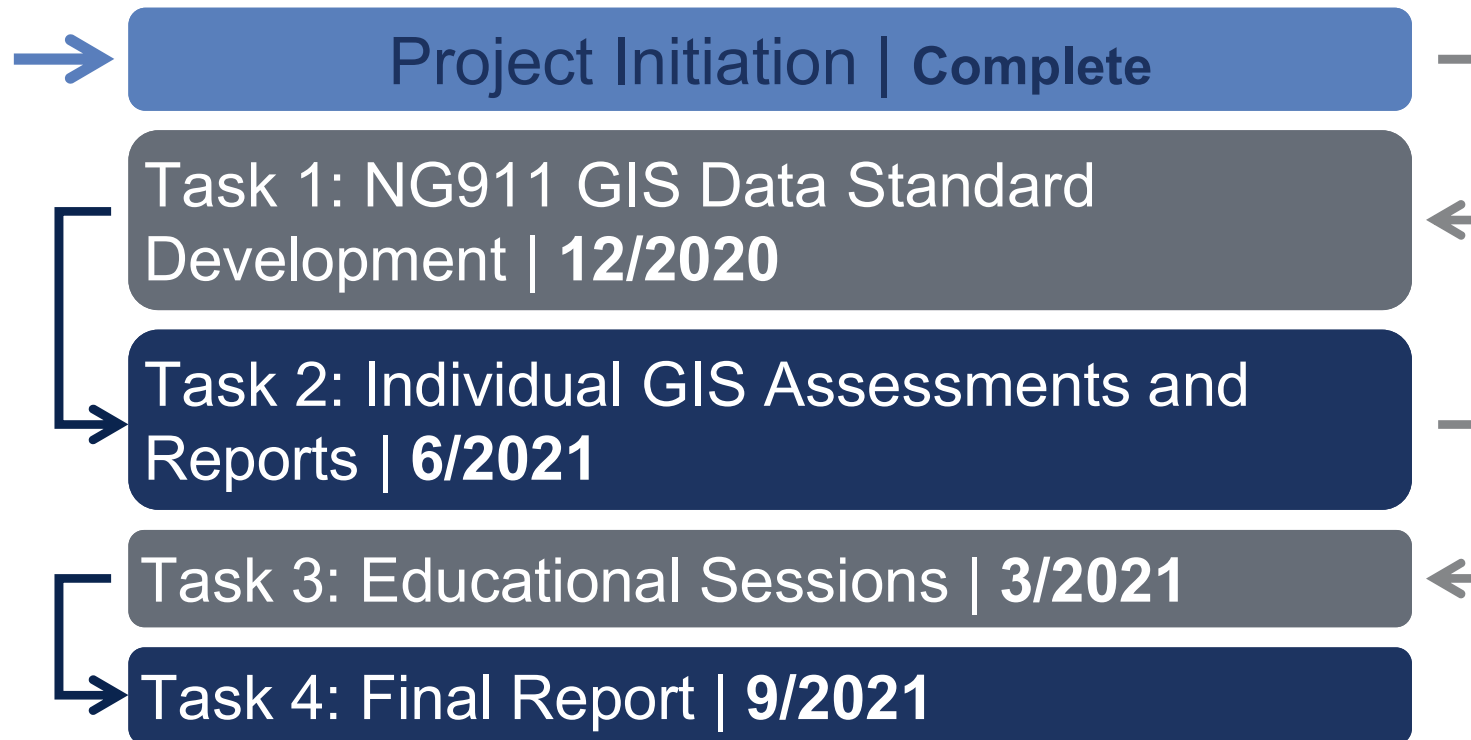 Project Initiation | Complete
Task 1: NG911 GIS Data Standard
Development | 12/2020
Task 2: Individual GIS Assessments and
Reports | 6/2021
Task 3: Educational Sessions | 3/2021
Task 4: Final Report | 9/2021